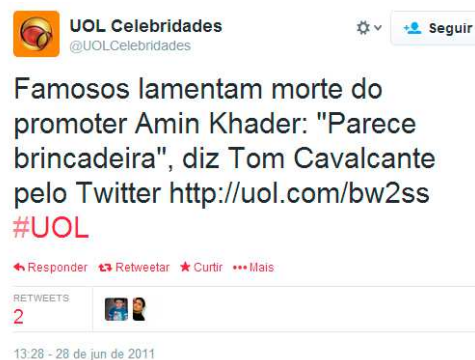 UOL Celebridades
@UOLCelebridades
Seguir
Famosos lamentam morte do
promoter Amin Khader: "Parece
brincadeira", diz Tom Cavalcante
pelo Twitter http://uol.com/bw2ss
#UOL
Responder Retweetar Curtir Mais
RETWEETS
2
13:28 - 28 de jun de 2011